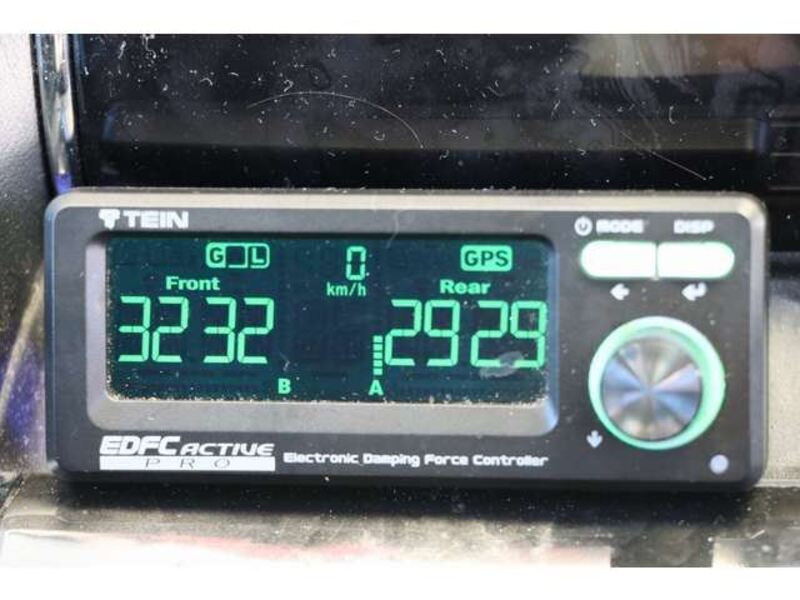 TEIN
MODE DISP
G L 0 GPS
Front km/h Rear
32 32 29 29
B A
EDFC ACTIVE
PRO
Electronic Damping Force Controller